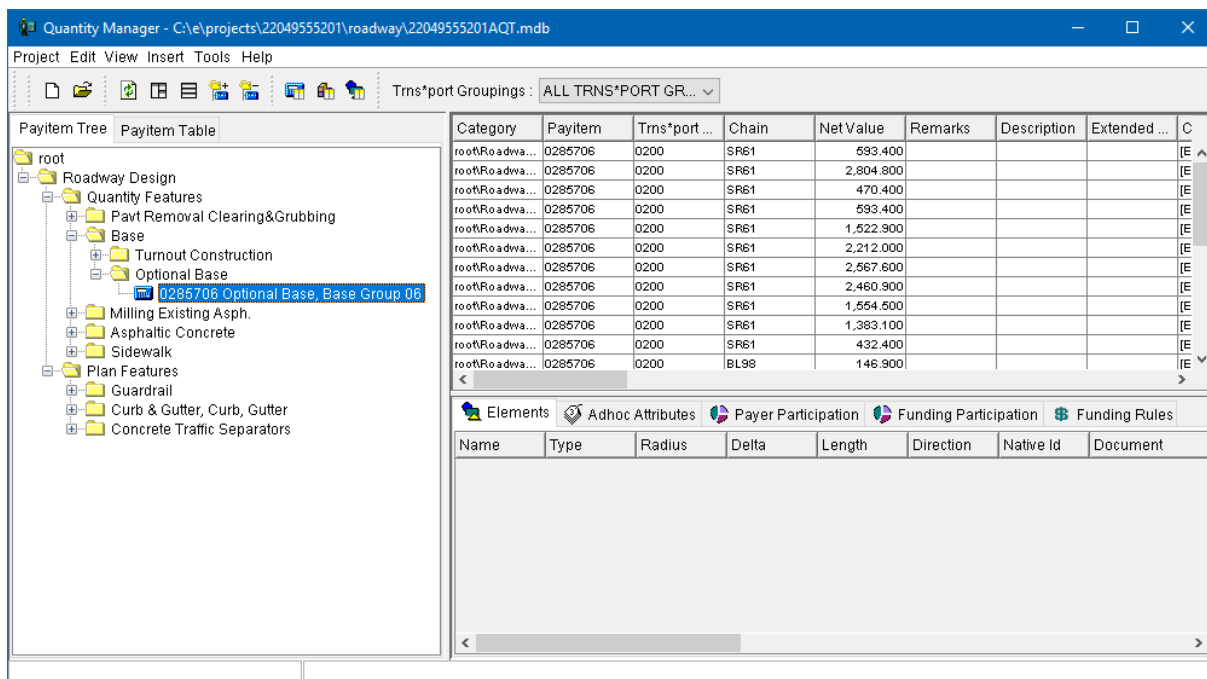 Quantity Manager - C:\e\projects\22049555201\roadway\22049555201AQT.mdb
Project Edit View Insert Tools Help
Trns*port Groupings : ALL TRNS*PORT GR...
Payitem Tree Payitem Table
root
Roadway Design
Quantity Features
Pavt Removal Clearing&Grubbing
Base
Turnout Construction
Optional Base
0285706 Optional Base, Base Group 06
Milling Existing Asph.
Asphaltic Concrete
Sidewalk
Plan Features
Guardrail
Curb & Gutter, Curb, Gutter
Concrete Traffic Separators
Category Payitem Trns*port ... Chain Net Value Remarks Description Extended ... C
root\Roadwa... 0285706 0200 SR61 593.400 [E
root\Roadwa... 0285706 0200 SR61 2,804.800 [E
root\Roadwa... 0285706 0200 SR61 470.400 [E
root\Roadwa... 0285706 0200 SR61 593.400 [E
root\Roadwa... 0285706 0200 SR61 1,522.900 [E
root\Roadwa... 0285706 0200 SR61 2,212.000 [E
root\Roadwa... 0285706 0200 SR61 2,567.600 [E
root\Roadwa... 0285706 0200 SR61 2,460.900 [E
root\Roadwa... 0285706 0200 SR61 1,554.500 [E
root\Roadwa... 0285706 0200 SR61 1,383.100 [E
root\Roadwa... 0285706 0200 SR61 432.400 [E
root\Roadwa... 0285706 0200 BL98 146.900 [E
Elements Adhoc Attributes Payer Participation Funding Participation Funding Rules
Name Type Radius Delta Length Direction Native Id Document